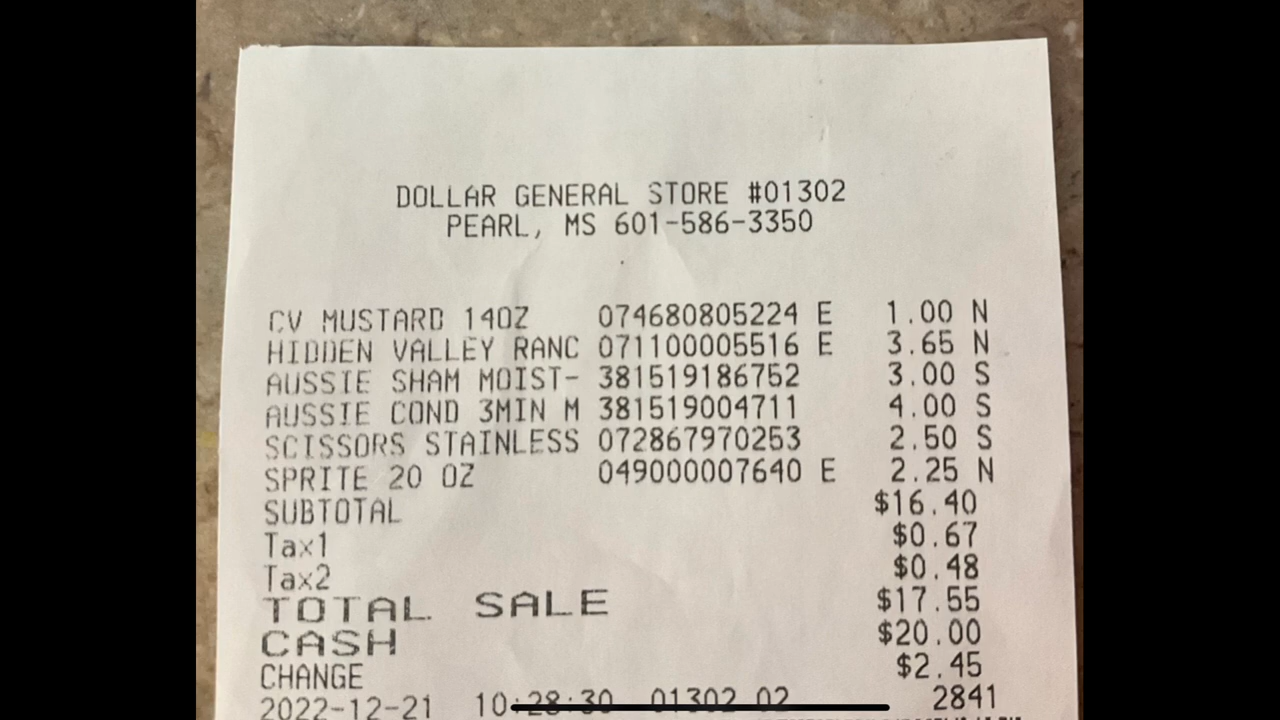 DOLLAR GENERAL STORE #01302
PEARL, MS 601-586-3350
CV MUSTARD 14OZ 074680805224 E 1.00 N
HIDDEN VALLEY RANC 071100005516 E 3.65 N
AUSSIE SHAM MOIST- 381519186752 3.00 S
AUSSIE COND 3MIN M 381519004711 4.00 S
SCISSORS STAINLESS 072867970253 2.50 S
SPRITE 20 OZ 049000007640 E 2.25 N
SUBTOTAL $16.40
Tax1 $0.67
Tax2 $0.48
TOTAL SALE $17.55
CASH $20.00
CHANGE $2.45
2022-12-21 10:28:30 01302 02 2841